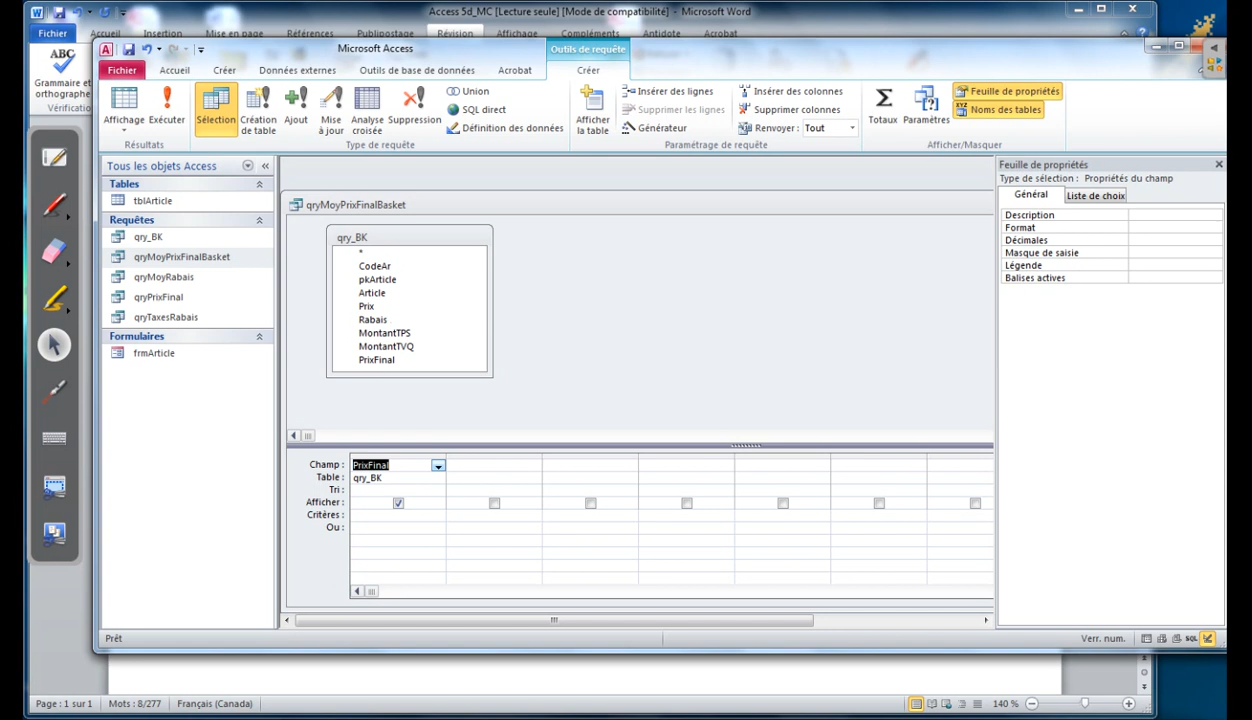 Access 5d_MC [Lecture seule] [Mode de compatibilité] - Microsoft Word
Fichier Accueil Insertion Mise en page Références Publipostage Révision Affichage Compléments Antidote Acrobat
Microsoft Access
Outils de requête
Fichier Accueil Créer Données externes Outils de base de données Acrobat Créer
ABC
Grammaire et
orthographe
Affichage Exécuter
Résultats
Sélection
Création
de table
Ajout
Mise
à jour
Analyse
croisée
Suppression
Union
SQL direct
Définition des données
Type de requête
Afficher
la table
Insérer des lignes
Supprimer les lignes
Générateur
Insérer des colonnes
Supprimer colonnes
Renvoyer : Tout
Paramétrage de requête
Totaux Paramètres
Feuille de propriétés
XYZ Noms des tables
Afficher/Masquer
Tous les objets Access
Tables
tblArticle
Requêtes
qry_BK
qryMoyPrixFinalBasket
qryMoyRabais
qryPrixFinal
qryTaxesRabais
Formulaires
frmArticle
qryMoyPrixFinalBasket
qry_BK
*
CodeAr
pkArticle
Article
Prix
Rabais
MontantTPS
MontantTVQ
PrixFinal
Champ : PrixFinal
Table : qry_BK
Tri :
Afficher :
Critères :
Ou :
Feuille de propriétés
Type de sélection : Propriétés du champ
Général Liste de choix
Description
Format
Décimales
Masque de saisie
Légende
Balises actives
Prêt
Verr. num.
SQL
Page : 1 sur 1 Mots : 8/277 Français (Canada) 140 %